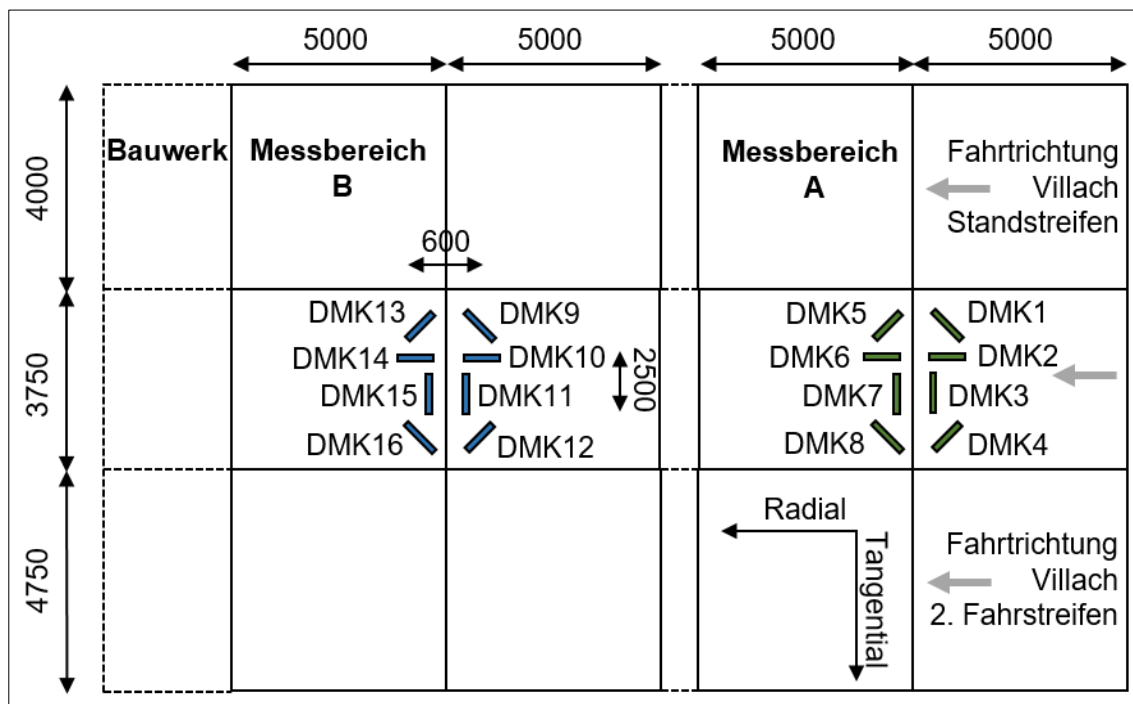 5000
5000
5000
5000
4000
Bauwerk
Messbereich
B
Messbereich
A
Fahrtrichtung
Villach
Standstreifen
600
3750
DMK13
DMK9
DMK5
DMK1
DMK14
DMK10
DMK6
DMK2
2500
DMK15
DMK11
DMK7
DMK3
DMK16
DMK12
DMK8
DMK4
4750
Radial
Tangential
Fahrtrichtung
Villach
2. Fahrstreifen